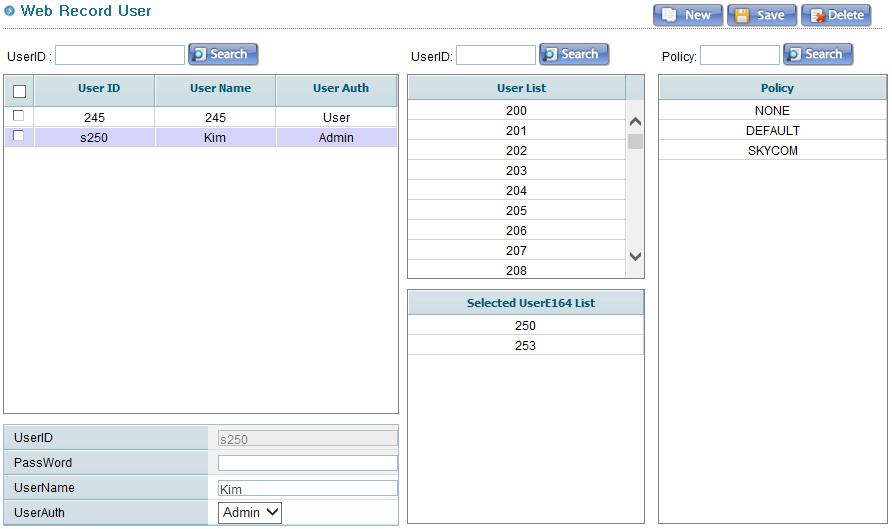 Web Record User
New Save Delete
UserID : Search
UserID: Search
Policy: Search
User ID User Name User Auth
245 245 User
s250 Kim Admin
User List
200
201
202
203
204
205
206
207
208
Selected UserE164 List
250
253
Policy
NONE
DEFAULT
SKYCOM
UserID s250
PassWord
UserName Kim
UserAuth Admin